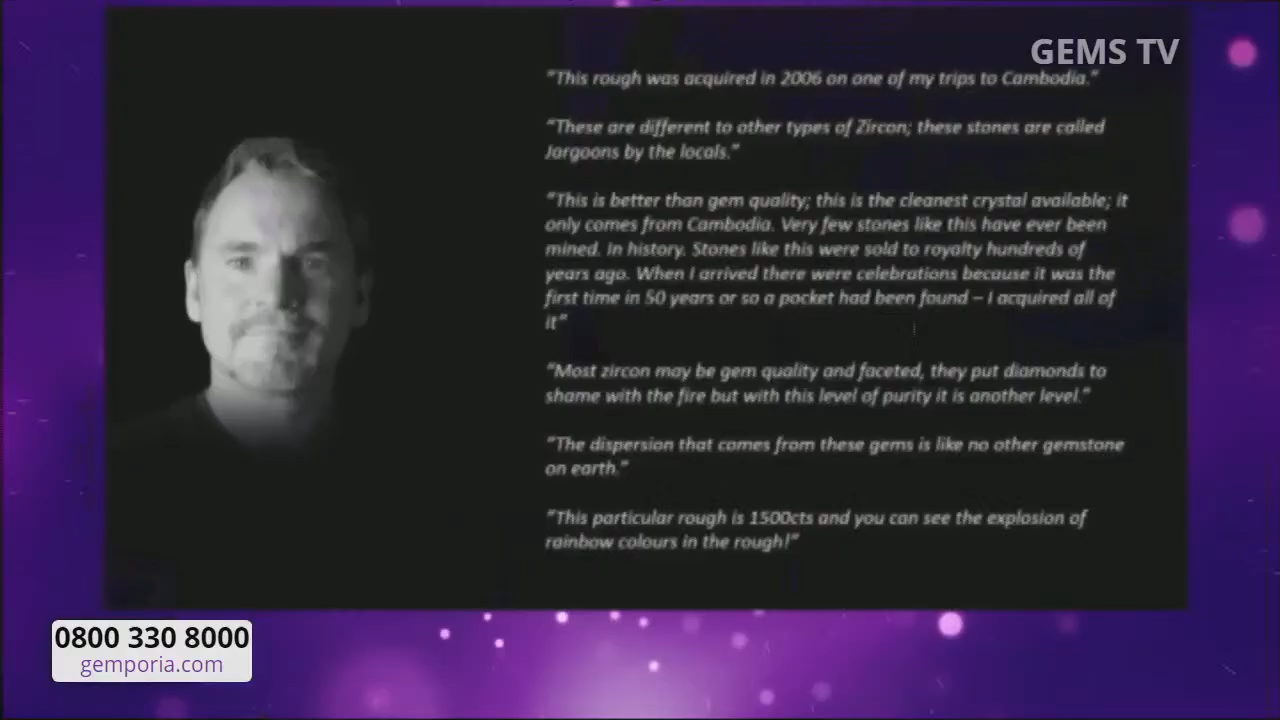 GEMS TV
"This rough was acquired in 2006 on one of my trips to Cambodia."
"These are different to other types of Zircon; these stones are called
Jargoons by the locals."
"This is better than gem quality; this is the cleanest crystal available; it
only comes from Cambodia. Very few stones like this have ever been
mined. In history. Stones like this were sold to royalty hundreds of
years ago. When I arrived there were celebrations because it was the
first time in 50 years or so a pocket had been found – I acquired all of
it"
"Most zircon may be gem quality and faceted, they put diamonds to
shame with the fire but with this level of purity it is another level."
"The dispersion that comes from these gems is like no other gemstone
on earth."
"This particular rough is 1500cts and you can see the explosion of
rainbow colours in the rough!"
0800 330 8000
gemporia.com